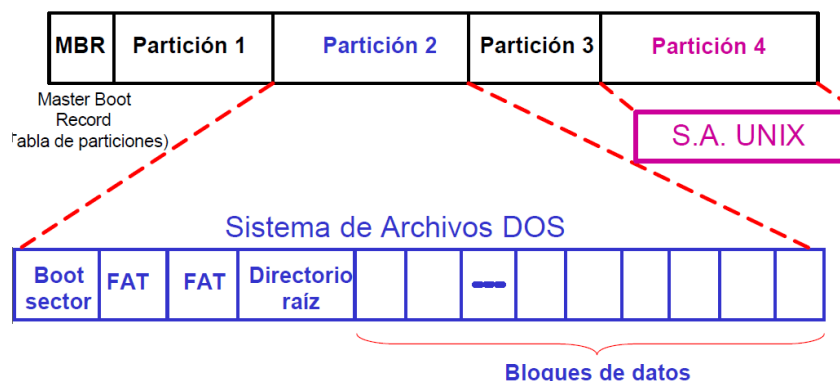 MBR Partición 1 Partición 2 Partición 3 Partición 4
Master Boot
Record
Tabla de particiones)
S.A. UNIX
Sistema de Archivos DOS
Boot
sector
FAT
FAT
Directorio
raíz
Bloques de datos